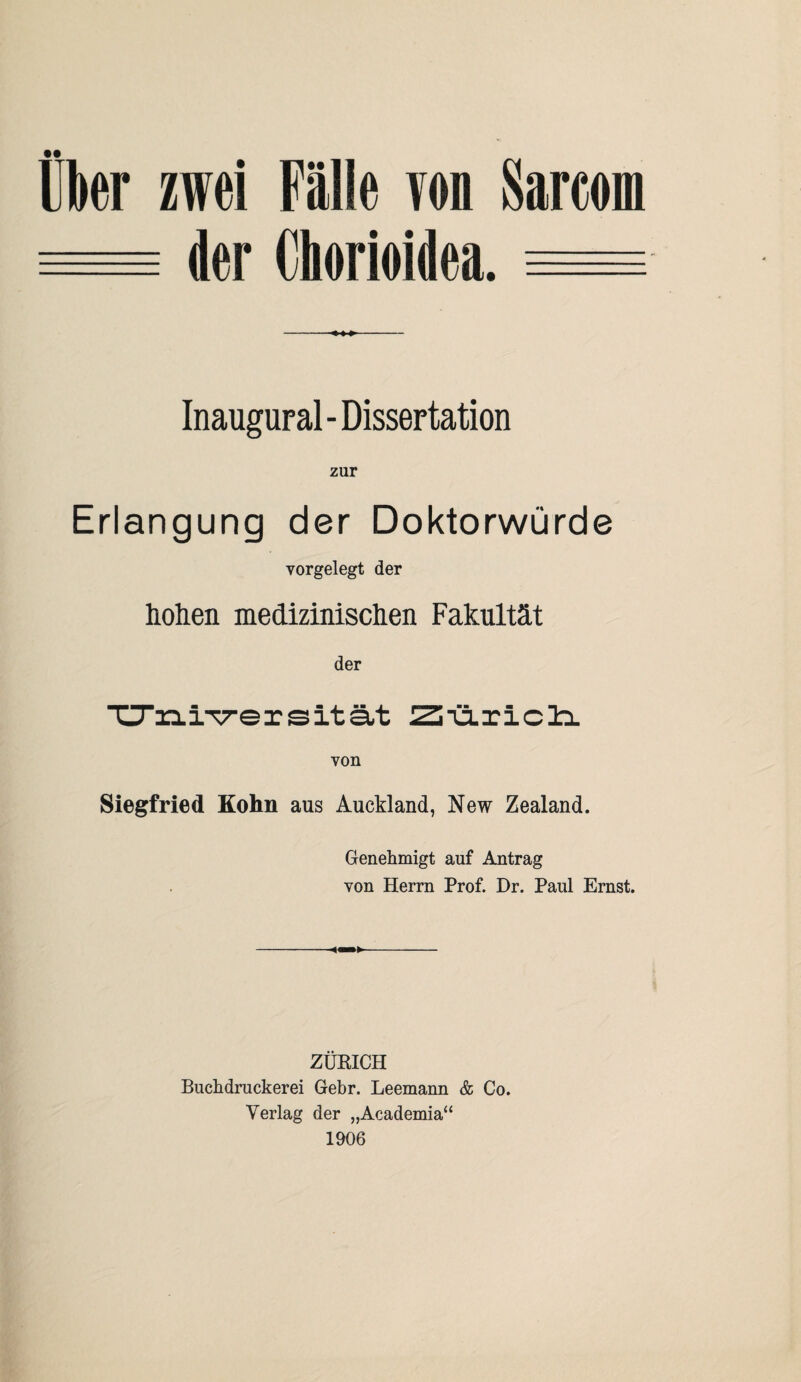 Über zwei Fälle von Sarcom
der Chorioidea.
Inaugural-Dissertation
zur
Erlangung der Doktorwürde
vorgelegt der
hohen medizinischen Fakultät
der
Universität Zürich
von
Siegfried Kohn aus Auckland, New Zealand.
Genehmigt auf Antrag
von Herrn Prof. Dr. Paul Ernst.
ZÜRICH
Buchdruckerei Gebr. Leemann & Co.
Verlag der „Academia“
1906